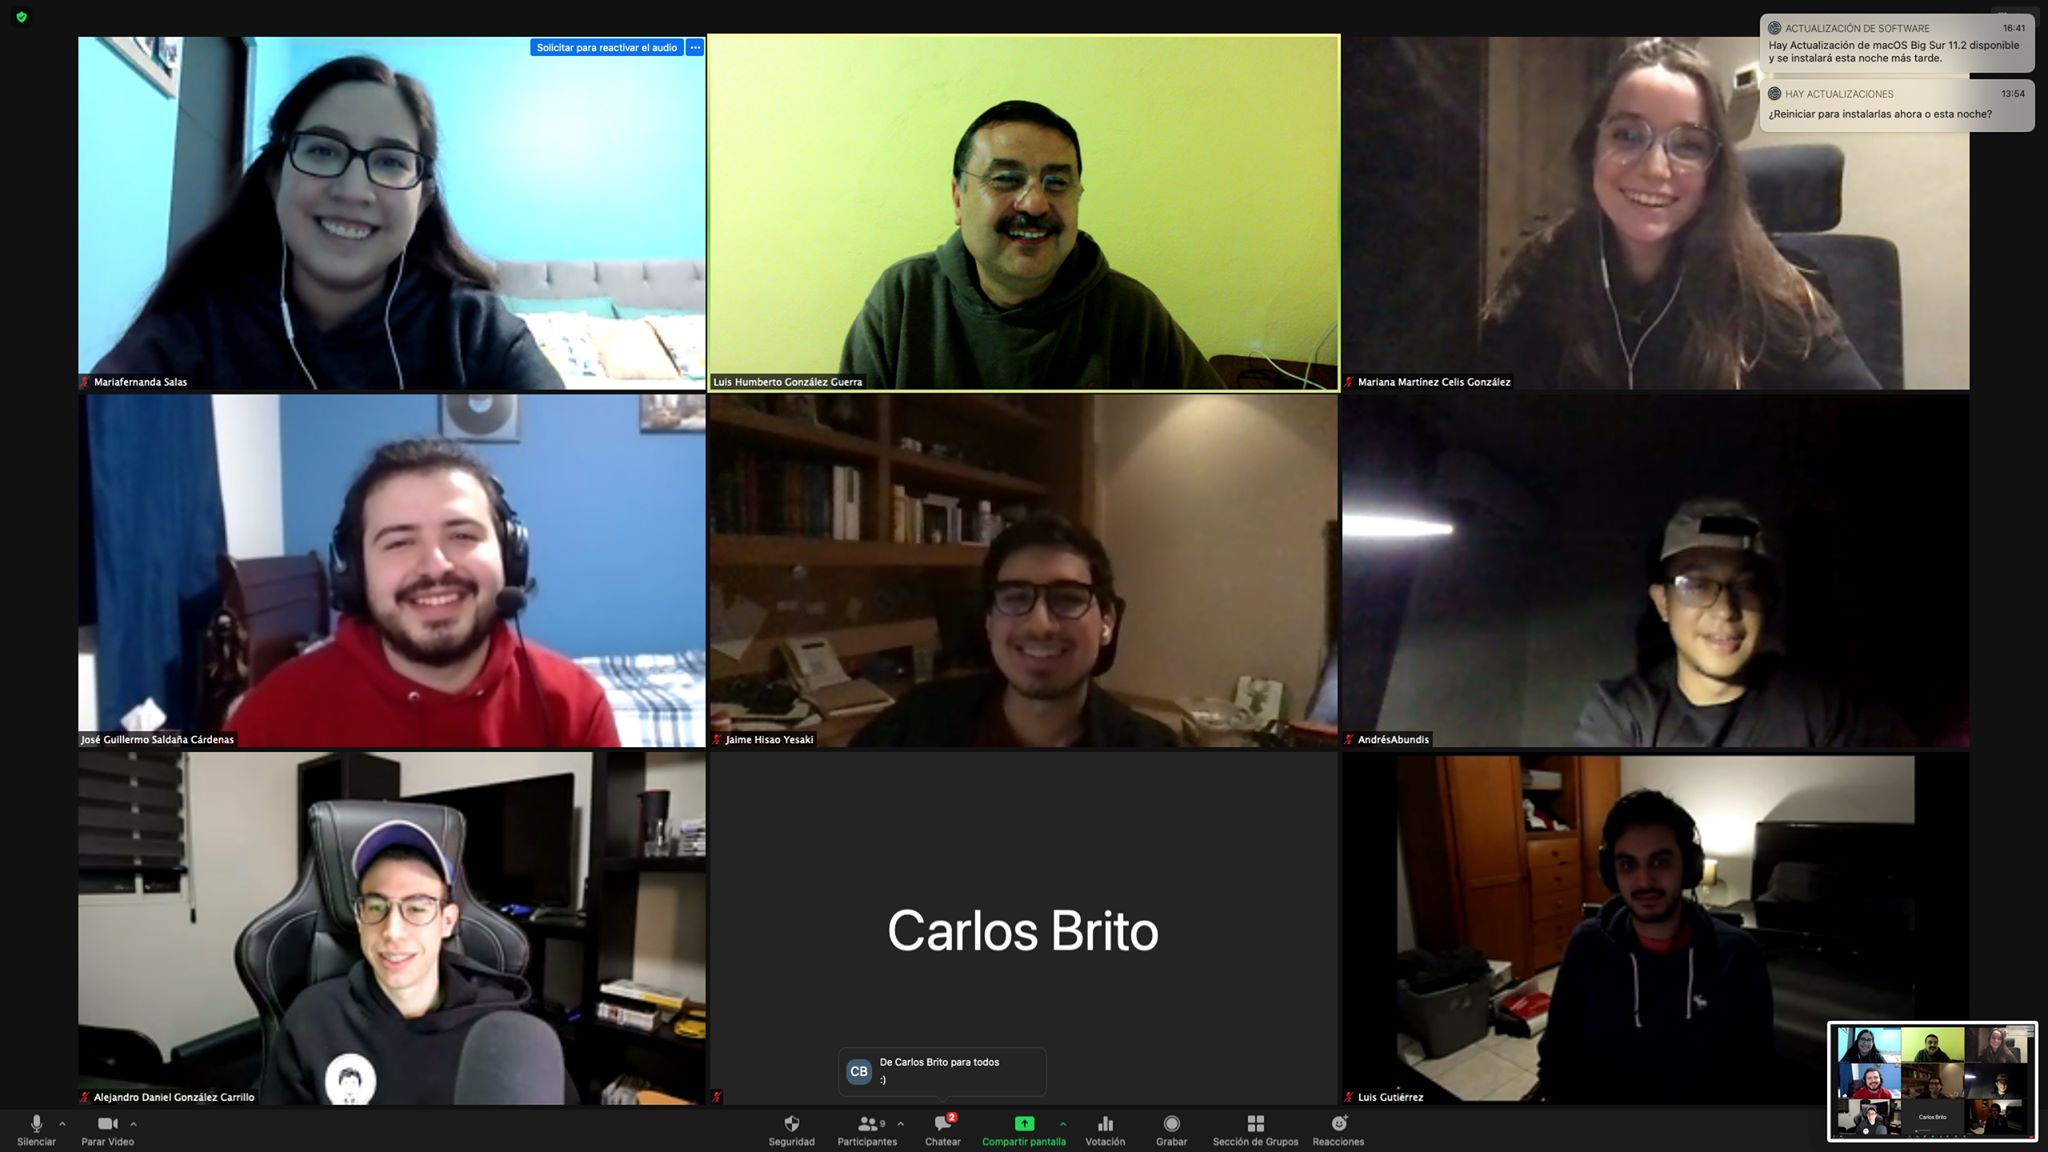 Solicitar para reactivar el audio
ACTUALIZACIÓN DE SOFTWARE 16:41
Hay Actualización de macOS Big Sur 11.2 disponible
y se instalará esta noche más tarde.
HAY ACTUALIZACIONES 13:54
¿Reiniciar para instalarlas ahora o esta noche?
Mariafernanda Salas
Luis Humberto González Guerra
Mariana Martínez Celis González
José Guillermo Saldaña Cárdenas
Jaime Hisao Yesaki
AndrésAbundis
Carlos Brito
CB
De Carlos Brito para todos
:)
Alejandro Daniel González Carrillo
Luis Gutiérrez
Carlos Brito
9
2
Silenciar
Parar Video
Seguridad
Participantes
Chatear
Compartir pantalla
Votación
Grabar
Sección de Grupos
Reacciones